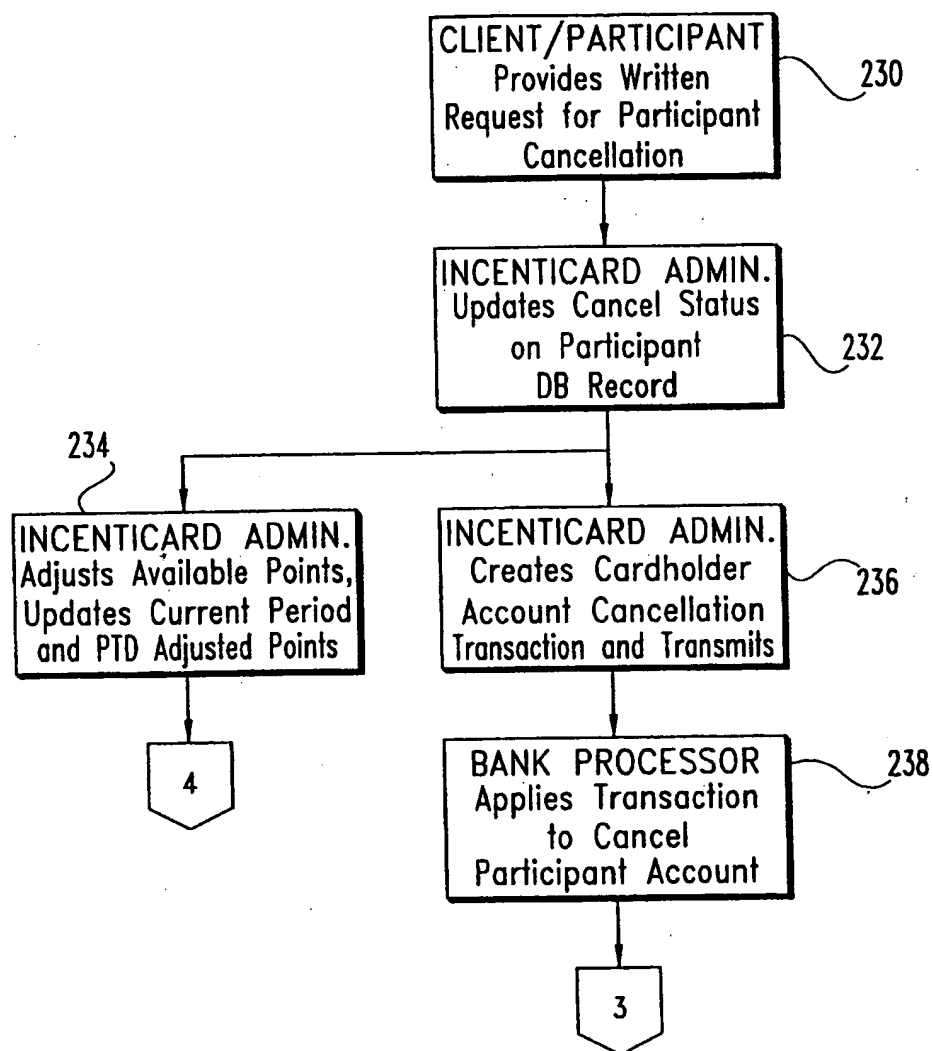 CLIENT/PARTICIPANT
Provides Written
Request for Participant
Cancellation
230
INCENTICARD ADMIN.
Updates Cancel Status
on Participant
DB Record
232
234
INCENTICARD ADMIN.
Adjusts Available Points,
Updates Current Period
and PTD Adjusted Points
INCENTICARD ADMIN.
Creates Cardholder
Account Cancellation
Transaction and Transmits
236
4
BANK PROCESSOR
Applies Transaction
to Cancel
Participant Account
238
3